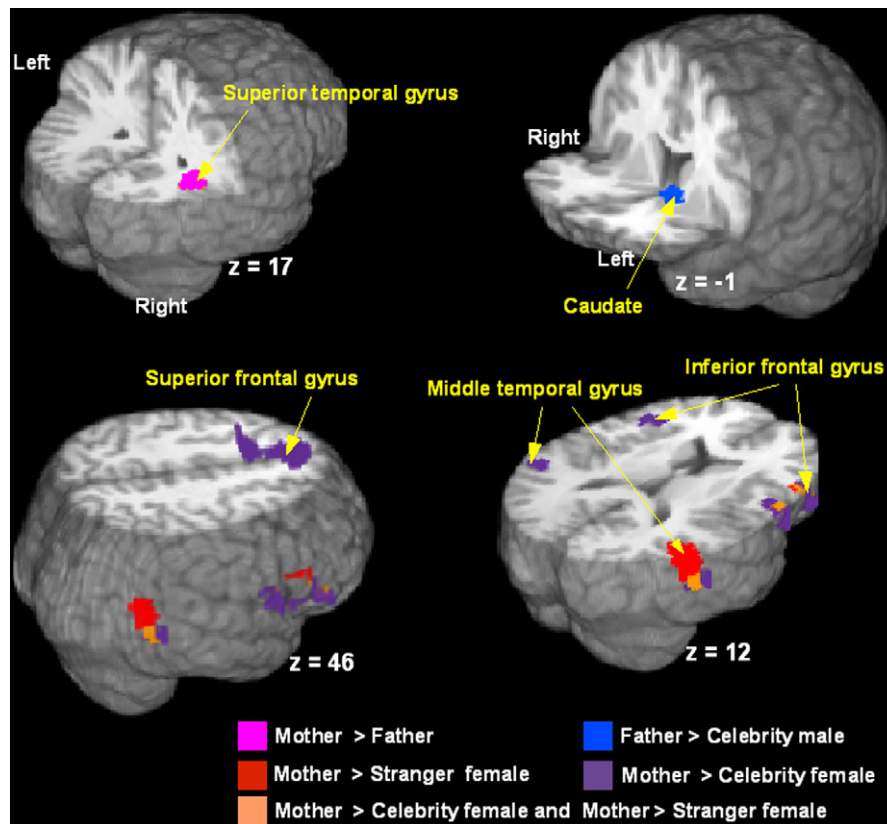 Left
Superior temporal gyrus
z = 17
Right
Right
Left
z = -1
Caudate
Superior frontal gyrus
z = 46
Inferior frontal gyrus
Middle temporal gyrus
z = 12
Mother > Father
Father > Celebrity male
Mother > Stranger female
Mother > Celebrity female
Mother > Celebrity female and Mother > Stranger female